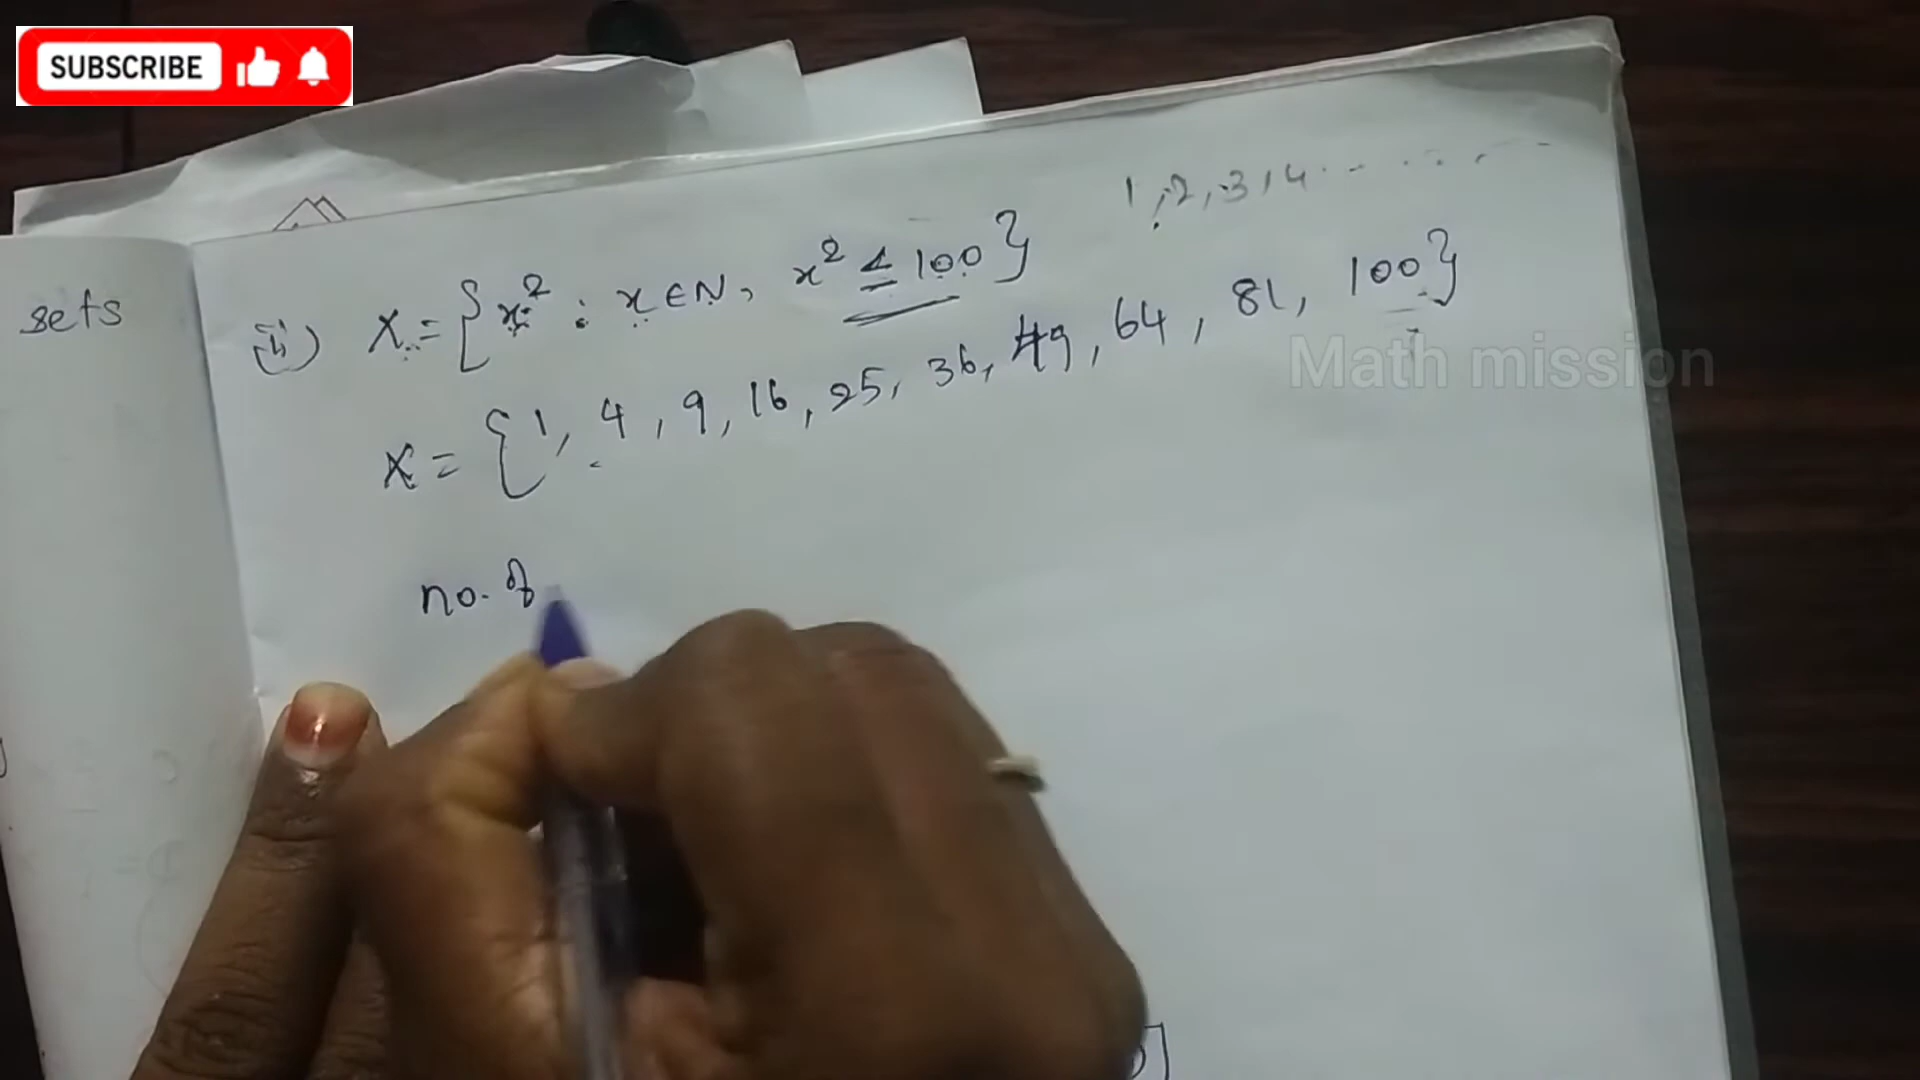 SUBSCRIBE
sets
1, 2, 3, 4 . . . . . . .
(ii) X = { x² : x ∈ N, x² ≤ 100 }
X = { 1, 4, 9, 16, 25, 36, 49, 64, 81, 100 }
Math mission
no. of